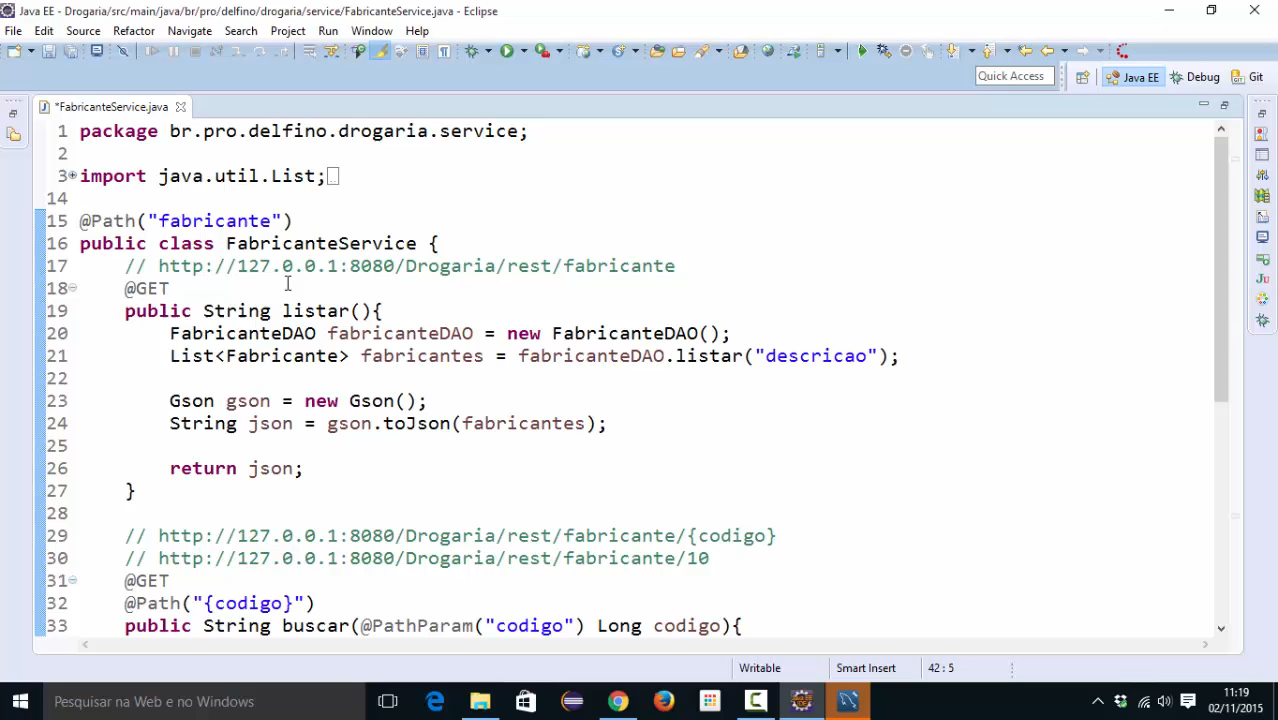 Java EE - Drogaria/src/main/java/br/pro/delfino/drogaria/service/FabricanteService.java - Eclipse
File Edit Source Refactor Navigate Search Project Run Window Help
Quick Access Java EE Debug Git
*FabricanteService.java
1 package br.pro.delfino.drogaria.service;
2
3 import java.util.List;
14
15 @Path("fabricante")
16 public class FabricanteService {
17 // http://127.0.0.1:8080/Drogaria/rest/fabricante
18 @GET
19 public String listar(){
20 FabricanteDAO fabricanteDAO = new FabricanteDAO();
21 List<Fabricante> fabricantes = fabricanteDAO.listar("descricao");
22
23 Gson gson = new Gson();
24 String json = gson.toJson(fabricantes);
25
26 return json;
27 }
28
29 // http://127.0.0.1:8080/Drogaria/rest/fabricante/{codigo}
30 // http://127.0.0.1:8080/Drogaria/rest/fabricante/10
31 @GET
32 @Path("{codigo}")
33 public String buscar(@PathParam("codigo") Long codigo){
Writable Smart Insert 42 : 5
Pesquisar na Web e no Windows
11:19
02/11/2015